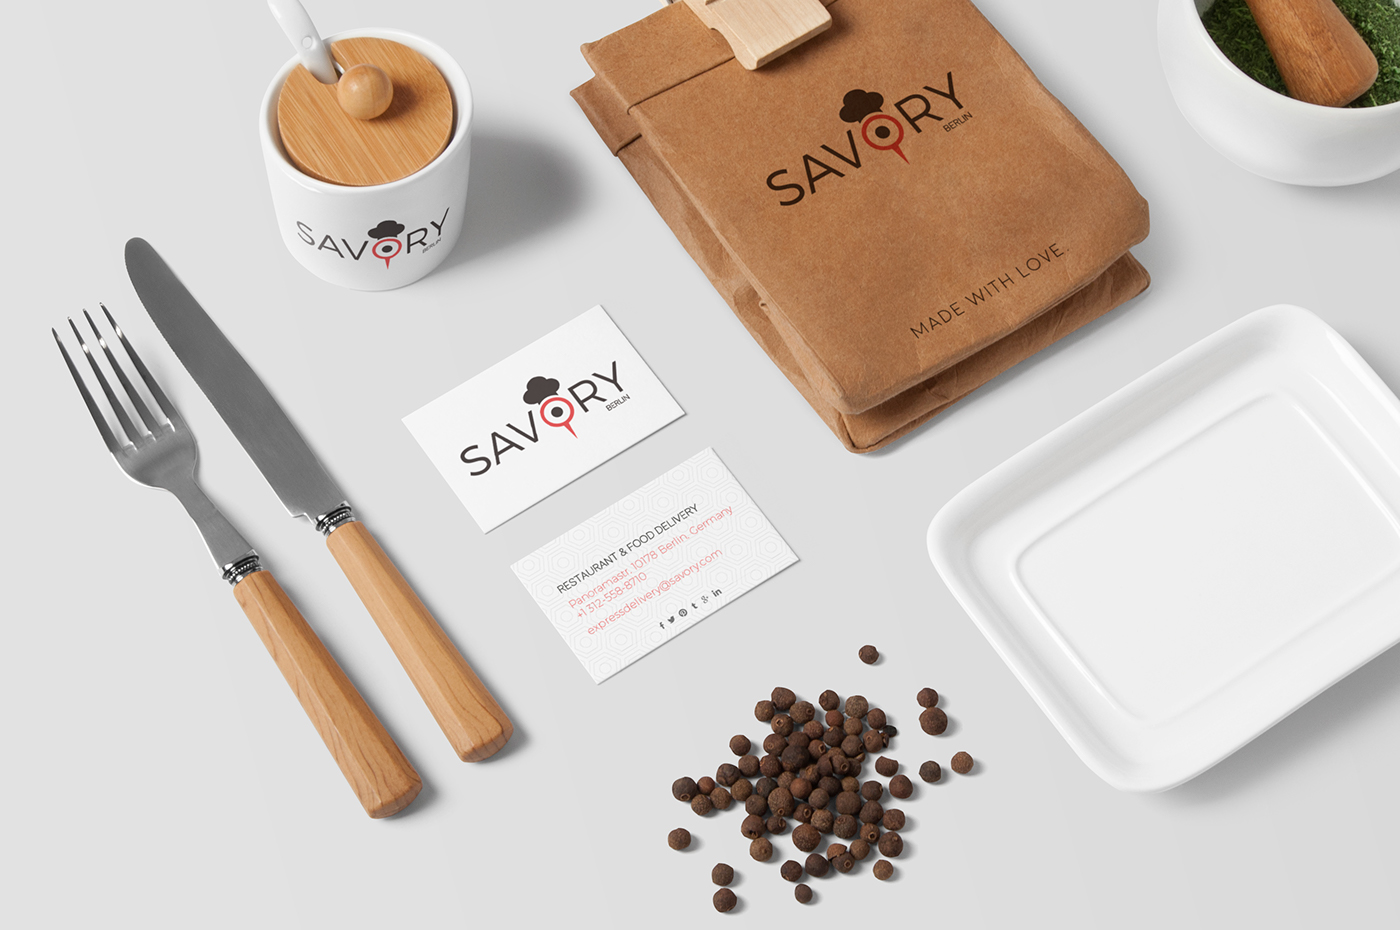 SAVORY
BERLIN
MADE WITH LOVE.
SAVORY
BERLIN
SAVORY
BERLIN
RESTAURANT & FOOD DELIVERY
Panoramastr, 10178 Berlin, Germany
+1 312-558-8710
expressdelivery@savory.com